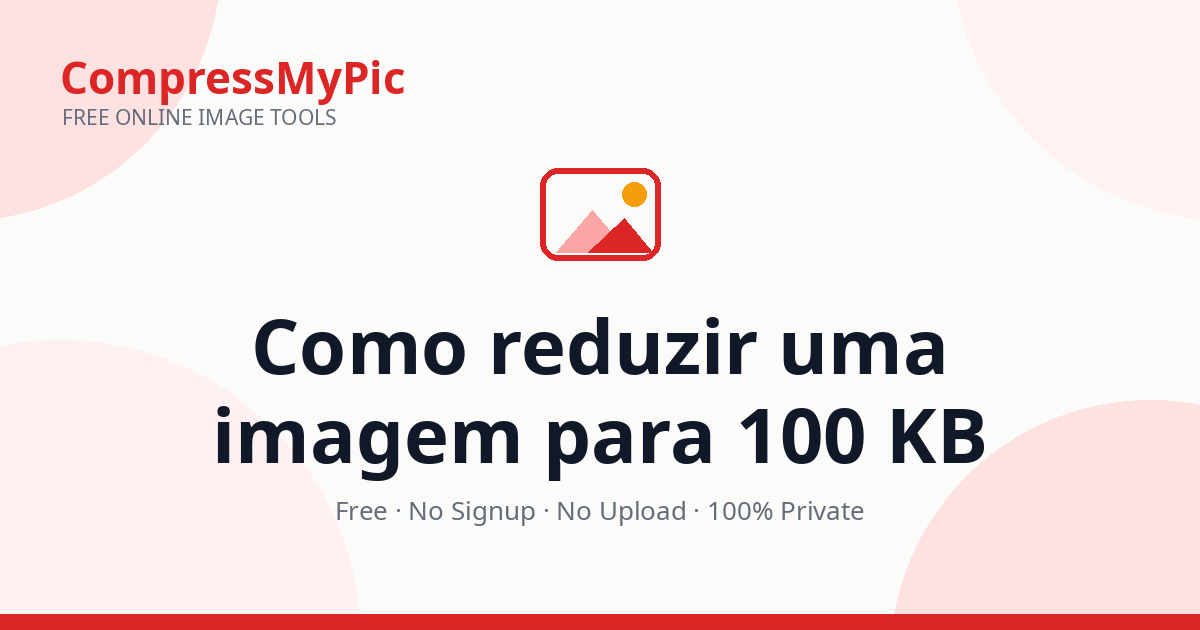 CompressMyPic
FREE ONLINE IMAGE TOOLS
Como reduzir uma
imagem para 100 KB
Free · No Signup · No Upload · 100% Private